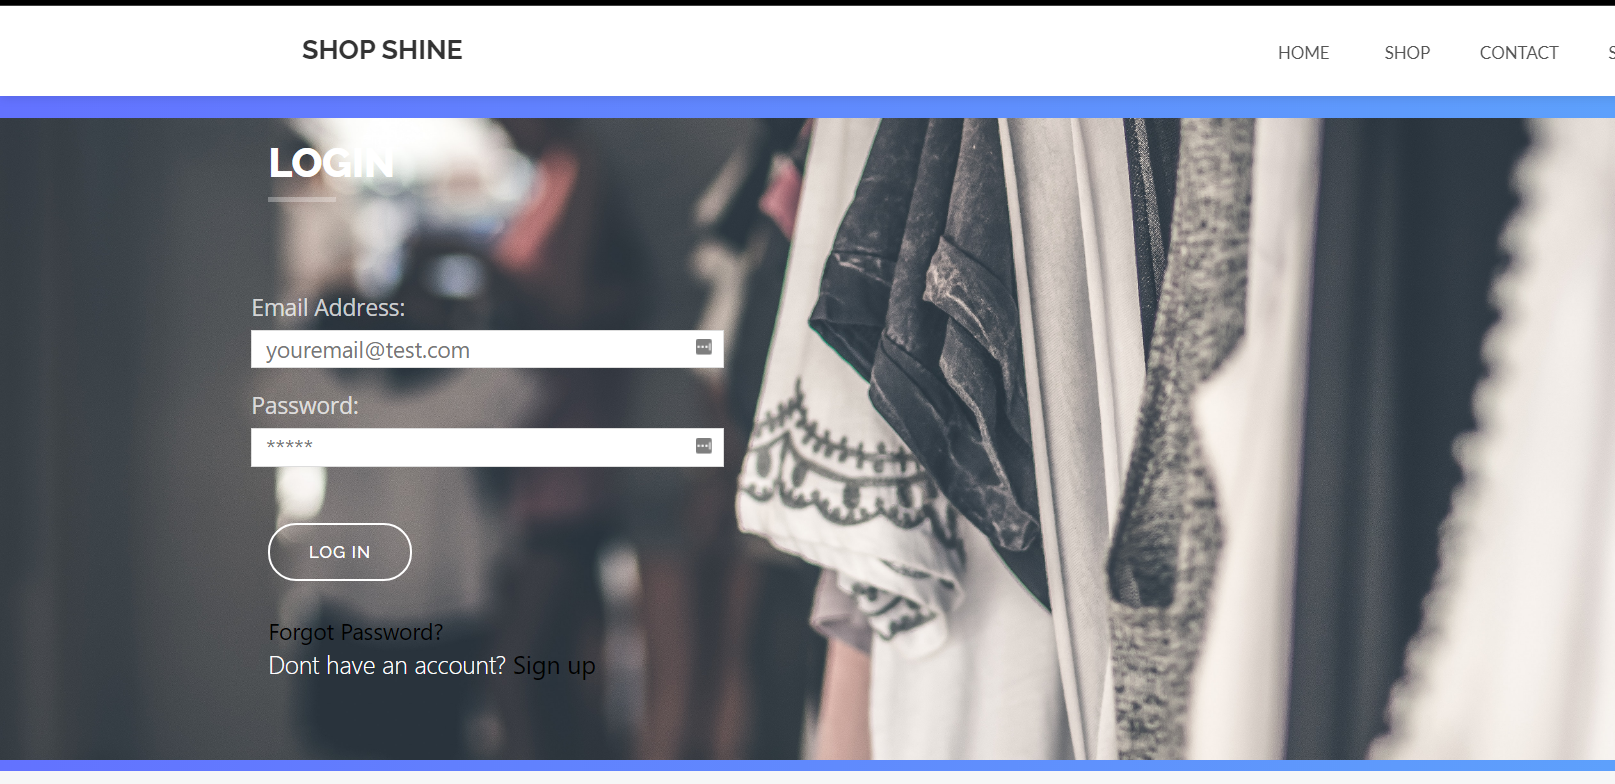 SHOP SHINE
HOME SHOP CONTACT
LOGIN
Email Address:
youremail@test.com
Password:
*****
LOG IN
Forgot Password?
Dont have an account? Sign up